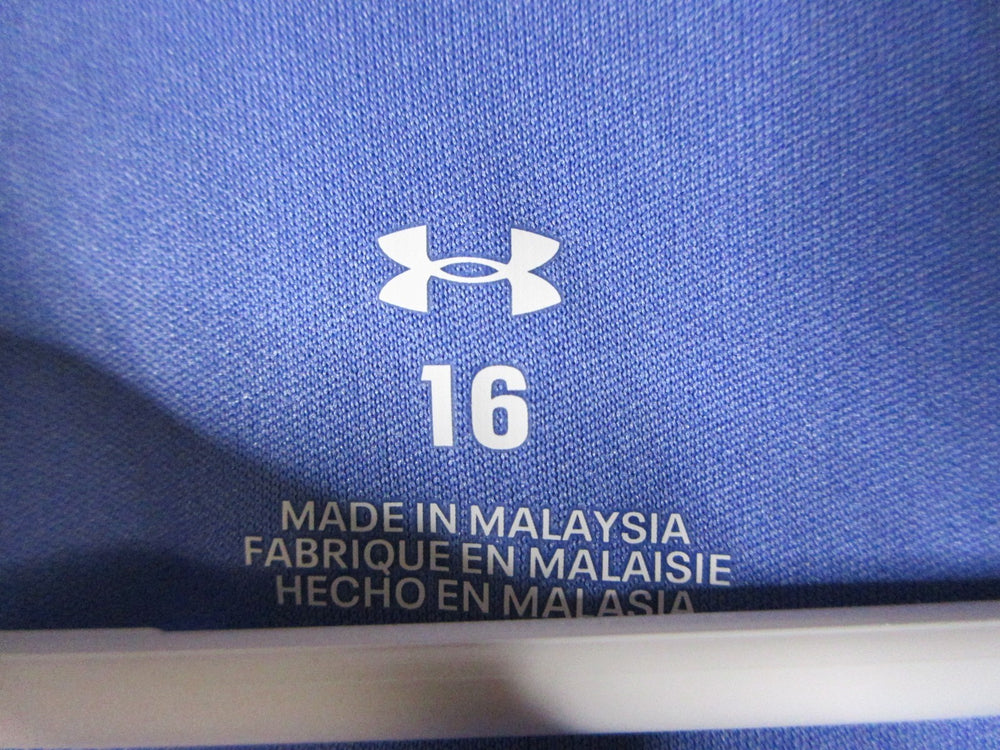 16
MADE IN MALAYSIA
FABRIQUE EN MALAISIE
HECHO EN MALASIA